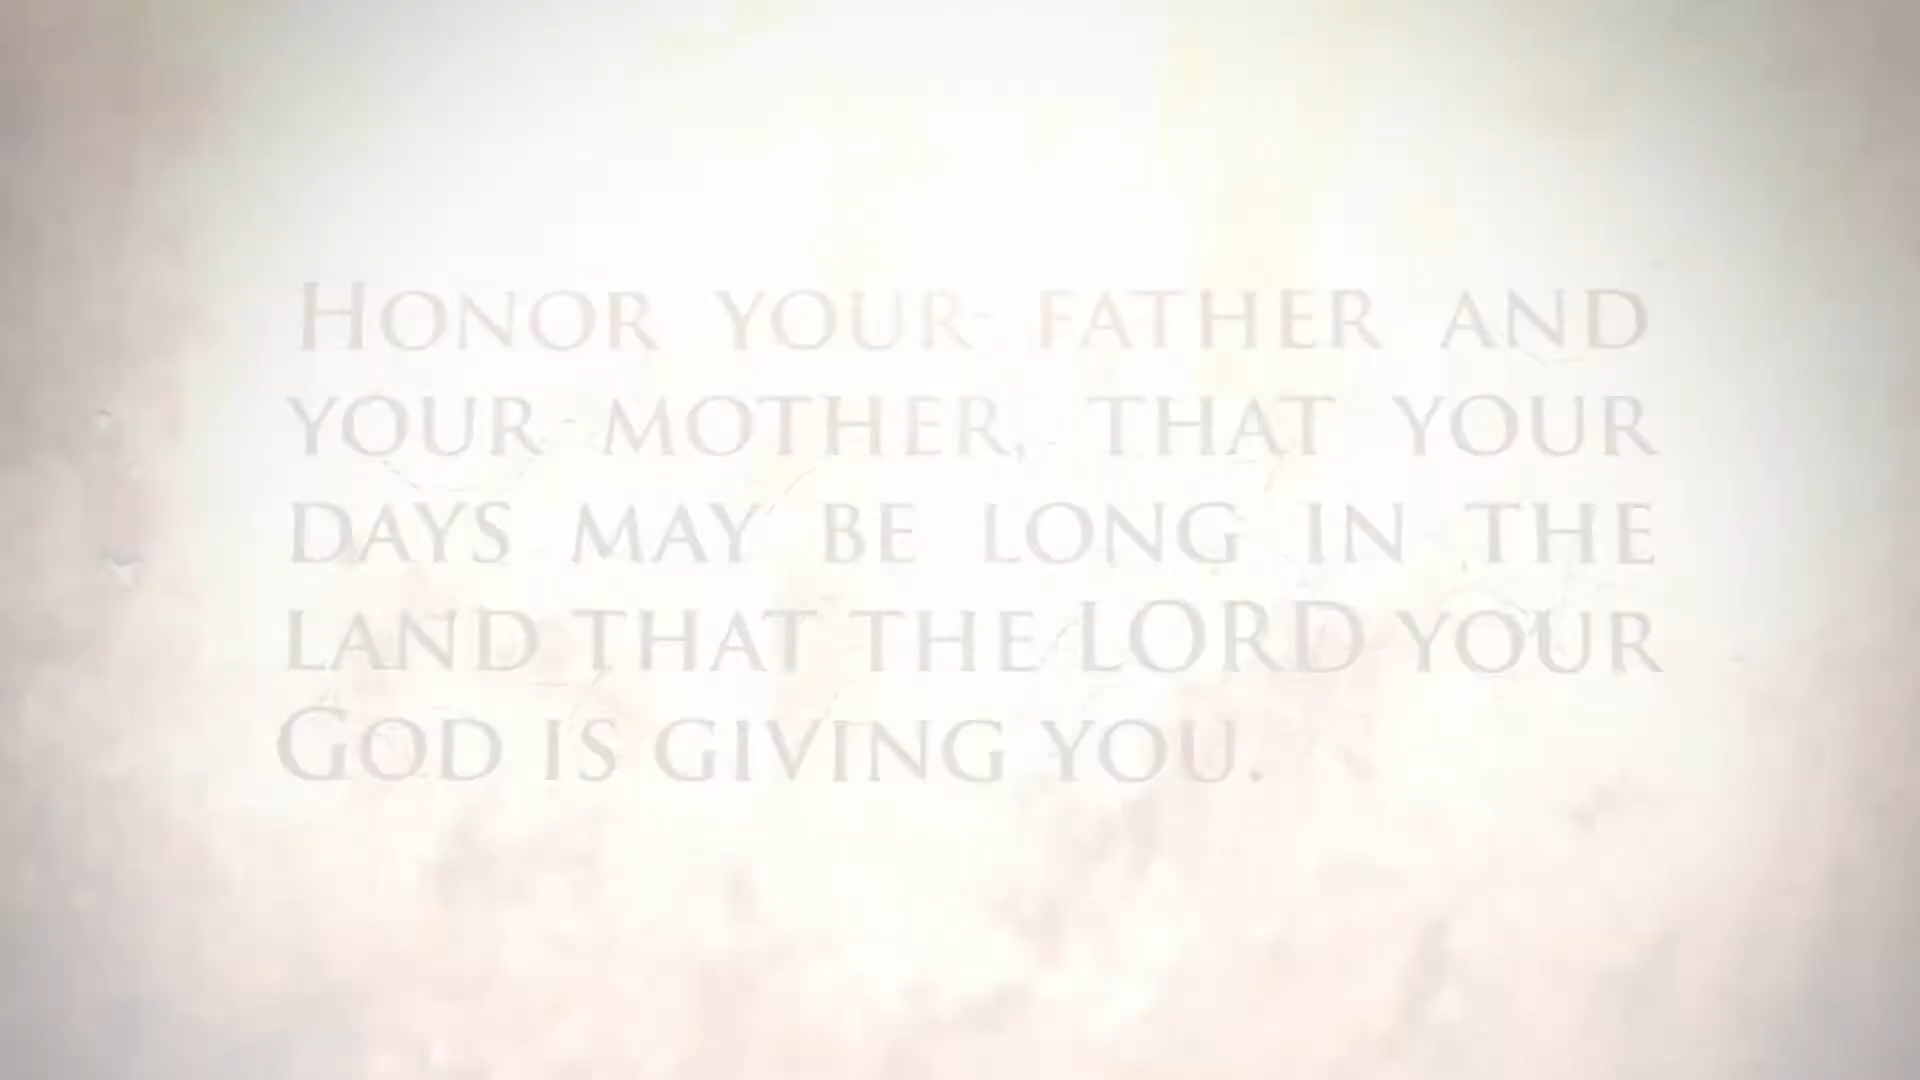 Honor your father and
your mother, that your
days may be long in the
land that the LORD your
God is giving you.